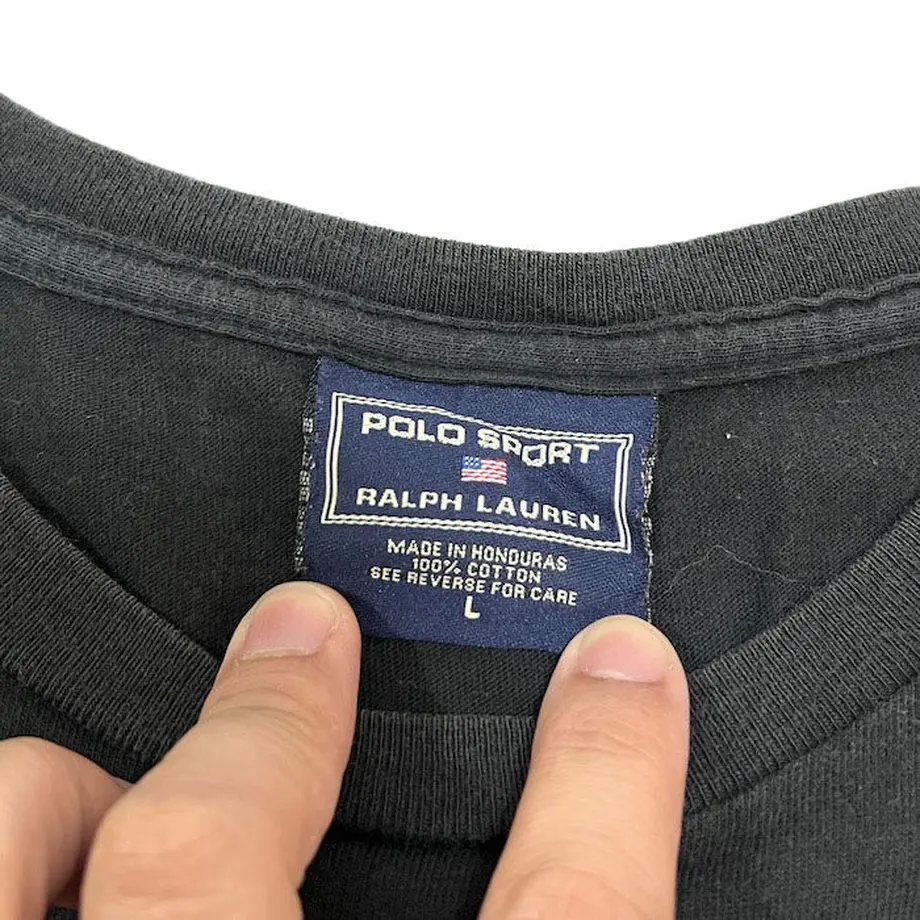 POLO SPORT
RALPH LAUREN
MADE IN HONDURAS
100% COTTON
SEE REVERSE FOR CARE
L